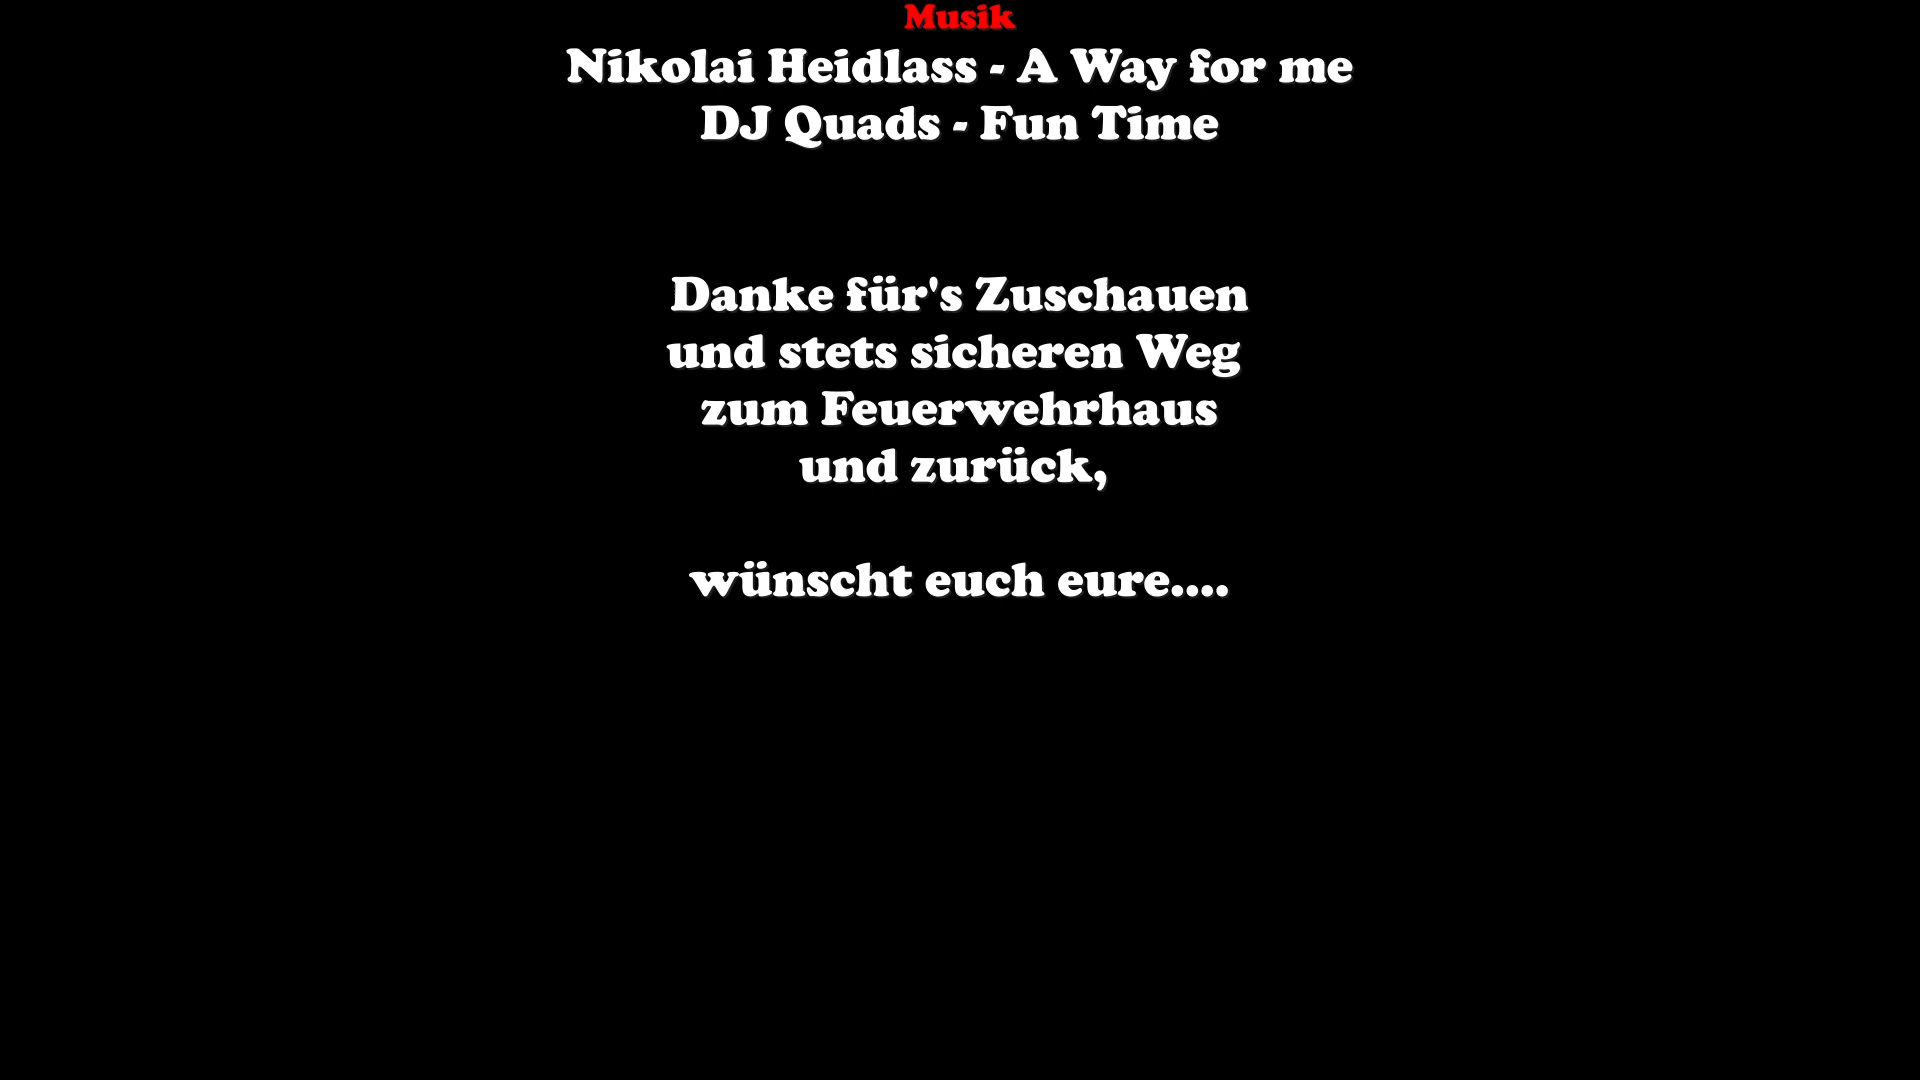 Musik
Nikolai Heidlass - A Way for me
DJ Quads - Fun Time
Danke für's Zuschauen
und stets sicheren Weg
zum Feuerwehrhaus
und zurück,
wünscht euch eure....